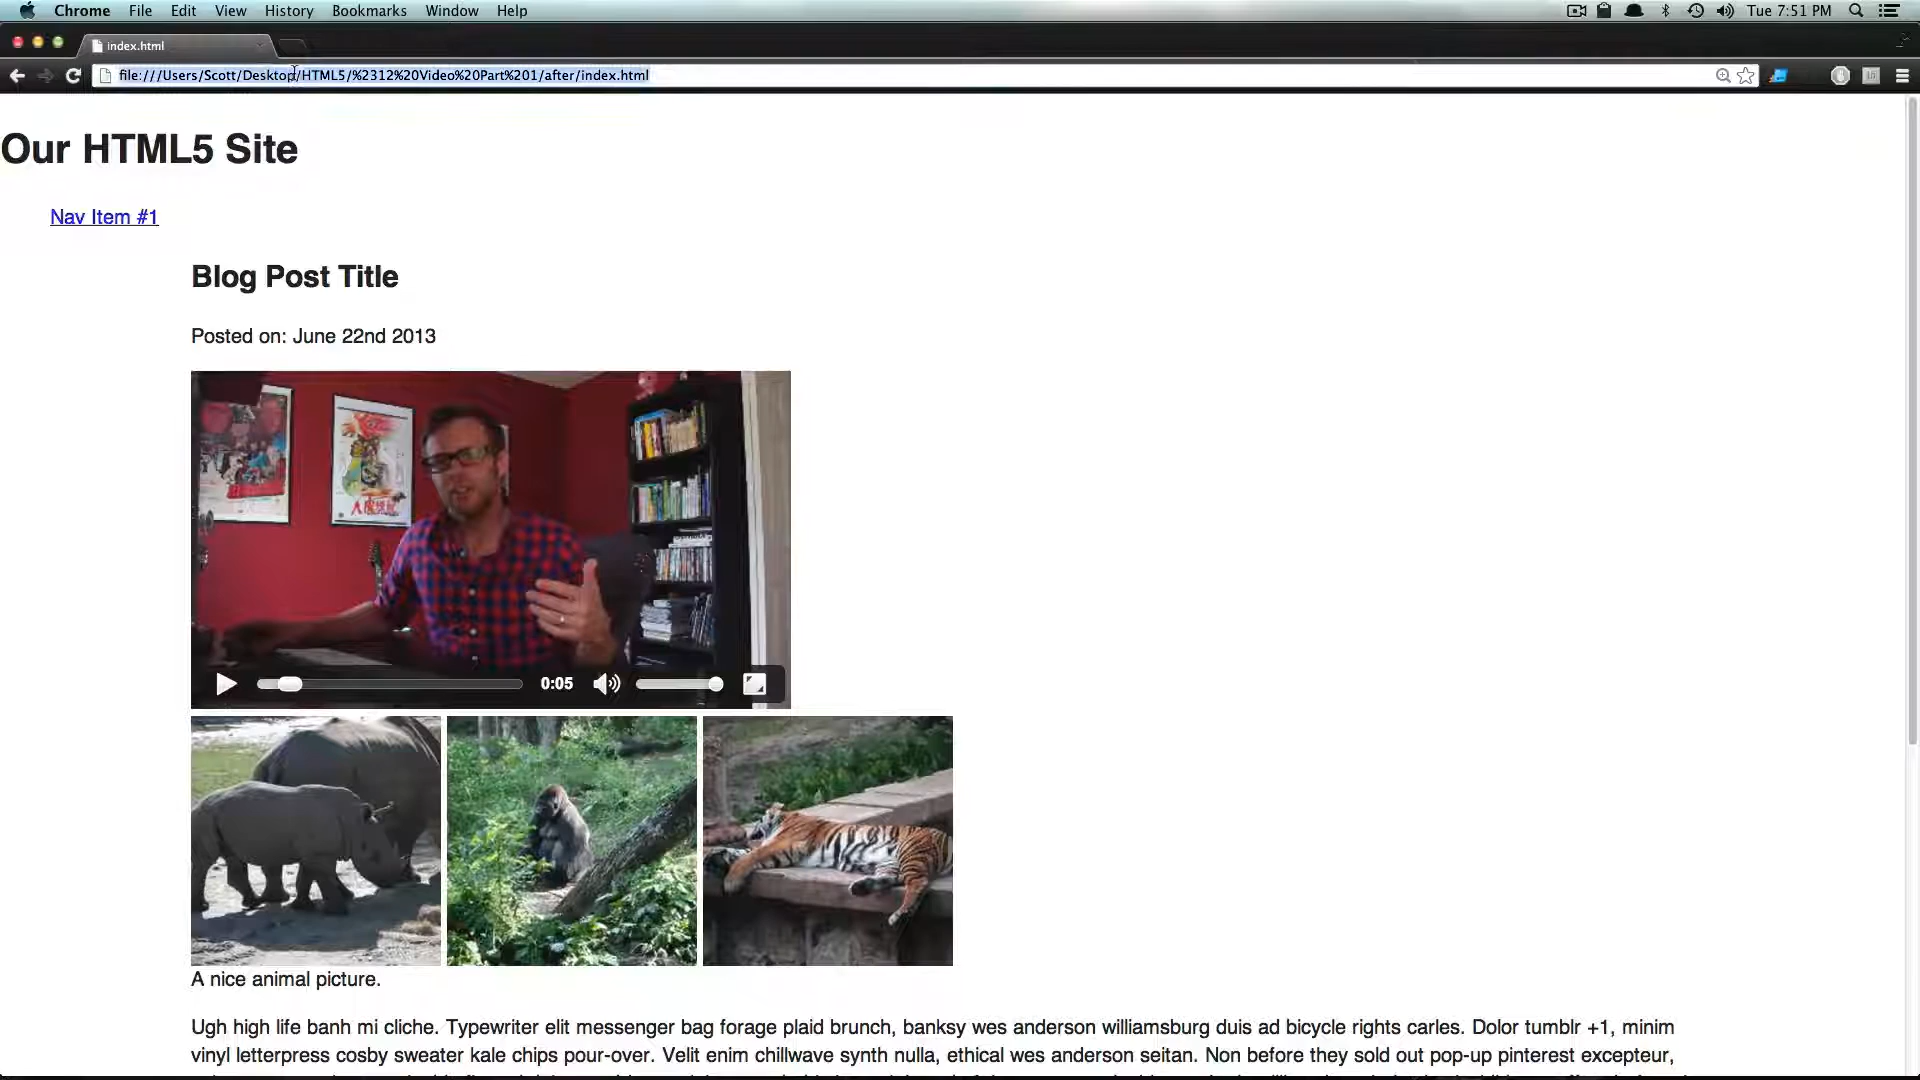 Chrome File Edit View History Bookmarks Window Help Tue 7:51 PM
index.html
file:///Users/Scott/Desktop/HTML5/%2312%20Video%20Part%201/after/index.html
Our HTML5 Site
Nav Item #1
Blog Post Title
Posted on: June 22nd 2013
0:05
A nice animal picture.
Ugh high life banh mi cliche. Typewriter elit messenger bag forage plaid brunch, banksy wes anderson williamsburg duis ad bicycle rights carles. Dolor tumblr +1, minim
vinyl letterpress cosby sweater kale chips pour-over. Velit enim chillwave synth nulla, ethical wes anderson seitan. Non before they sold out pop-up pinterest excepteur,